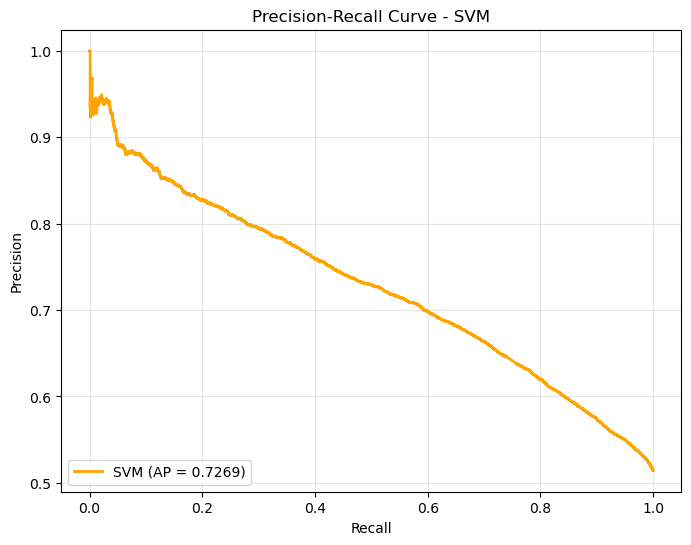 Precision-Recall Curve - SVM
Precision
1.0
0.9
0.8
0.7
0.6
0.5
SVM (AP = 0.7269)
0.0 0.2 0.4 0.6 0.8 1.0
Recall